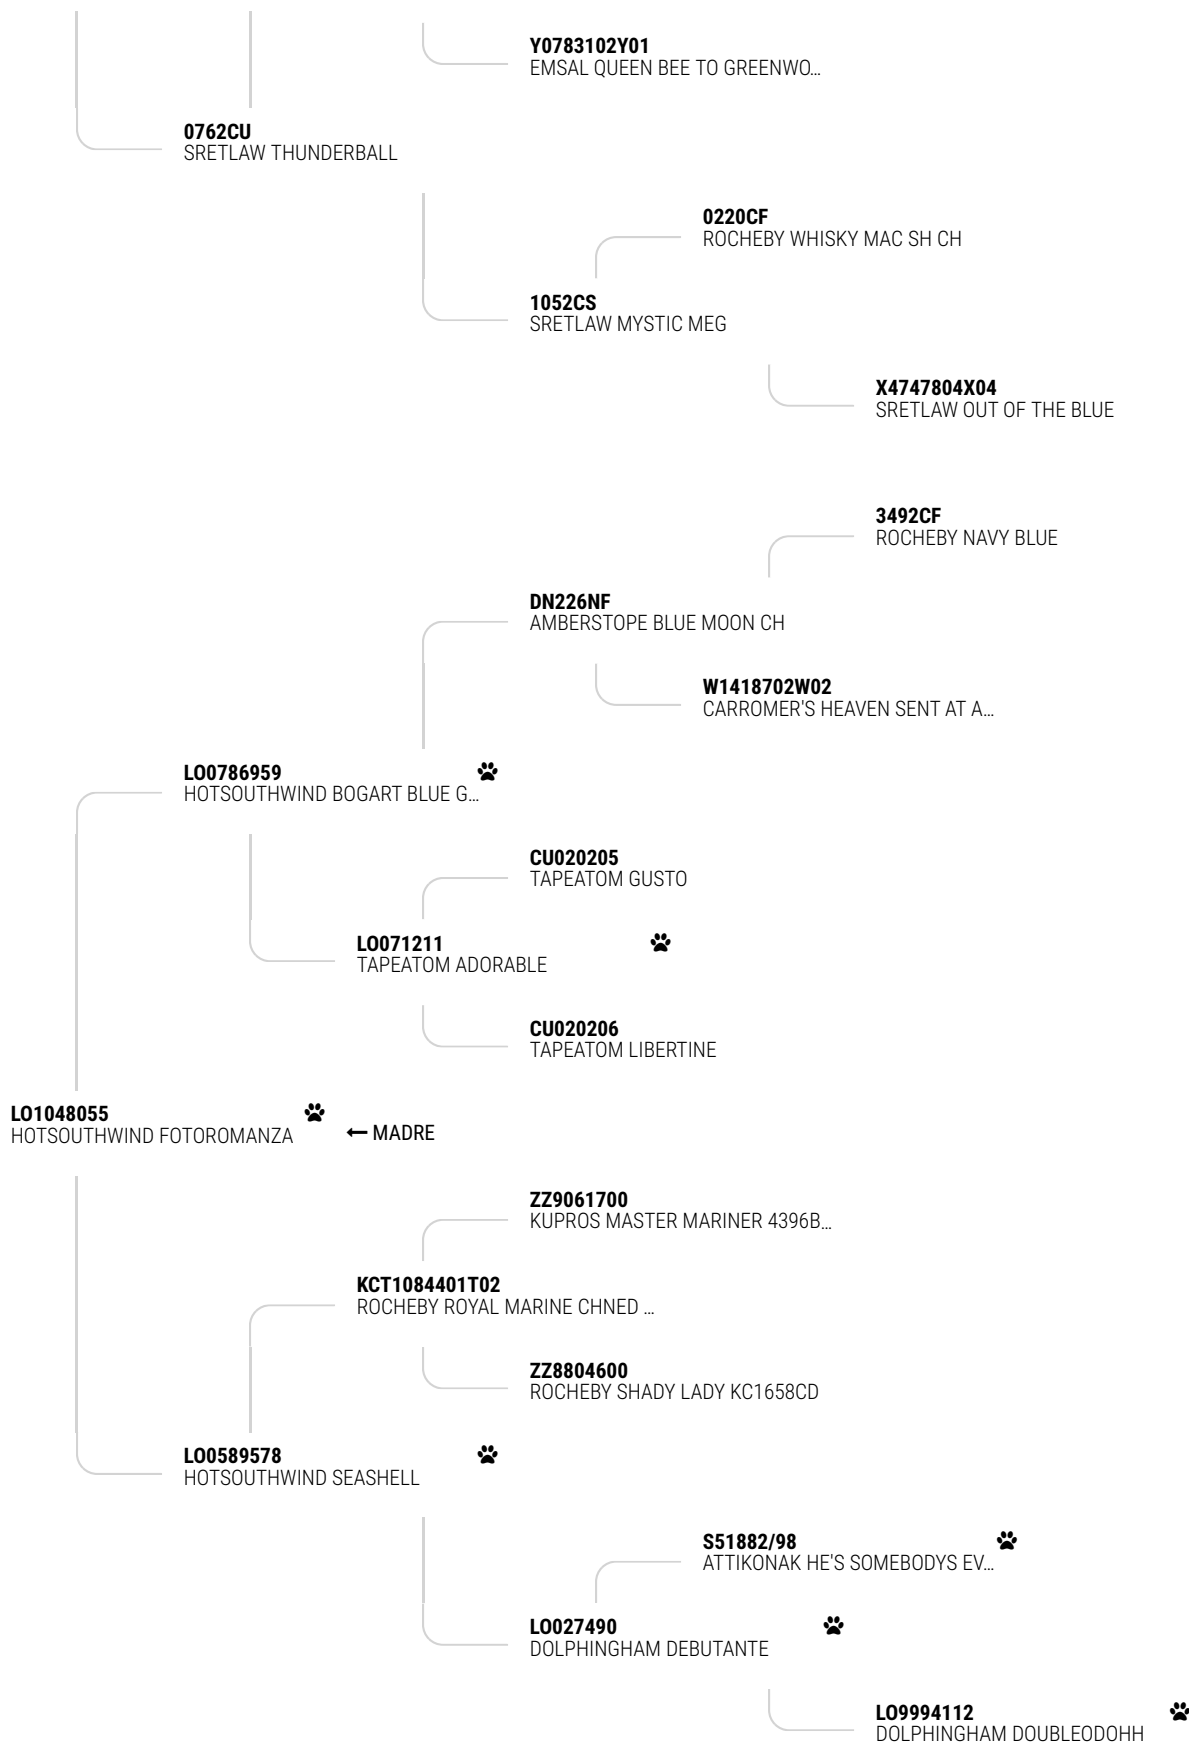 Y0783102Y01
EMSAL QUEEN BEE TO GREENWO...
0762CU
SRETLAW THUNDERBALL
0220CF
ROCHEBY WHISKY MAC SH CH
1052CS
SRETLAW MYSTIC MEG
X4747804X04
SRETLAW OUT OF THE BLUE
3492CF
ROCHEBY NAVY BLUE
DN226NF
AMBERSTOPE BLUE MOON CH
W1418702W02
CARROMER'S HEAVEN SENT AT A...
LO0786959
HOTSOUTHWIND BOGART BLUE G...
CU020205
TAPEATOM GUSTO
LO071211
TAPEATOM ADORABLE
CU020206
TAPEATOM LIBERTINE
LO1048055
HOTSOUTHWIND FOTOROMANZA
← MADRE
ZZ9061700
KUPROS MASTER MARINER 4396B...
KCT1084401T02
ROCHEBY ROYAL MARINE CHNED ...
ZZ8804600
ROCHEBY SHADY LADY KC1658CD
LO0589578
HOTSOUTHWIND SEASHELL
S51882/98
ATTIKONAK HE'S SOMEBODYS EV...
LO027490
DOLPHINGHAM DEBUTANTE
LO9994112
DOLPHINGHAM DOUBLEODOHH